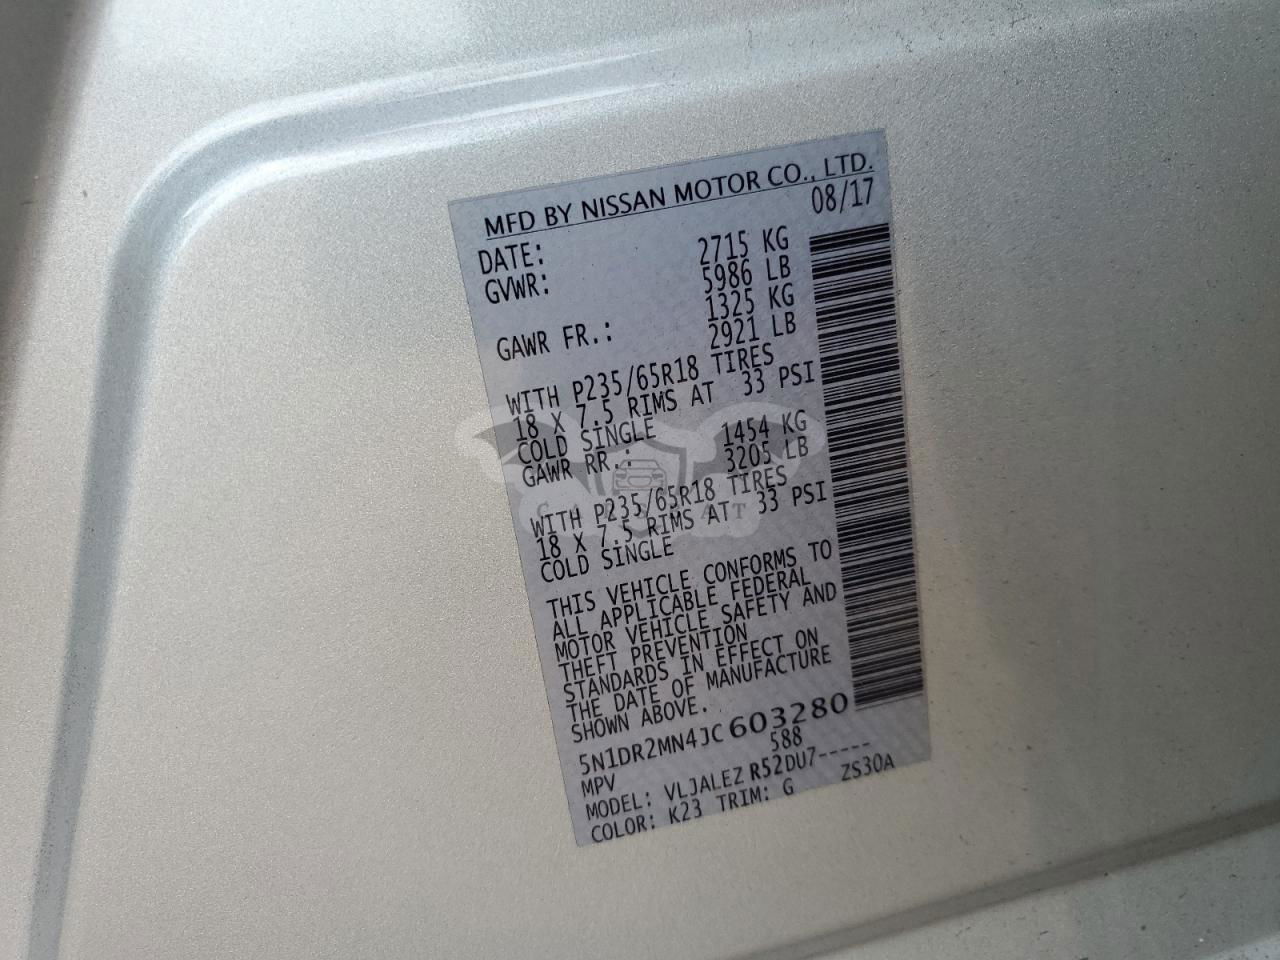 MFD BY NISSAN MOTOR CO., LTD.
DATE: 08/17
GVWR: 2715 KG
5986 LB
GAWR FR.: 1325 KG
2921 LB
WITH P235/65R18 TIRES
18 X 7.5 RIMS AT 33 PSI
COLD SINGLE
GAWR RR.: 1454 KG
3205 LB
WITH P235/65R18 TIRES
18 X 7.5 RIMS AT 33 PSI
COLD SINGLE
THIS VEHICLE CONFORMS TO
ALL APPLICABLE FEDERAL
MOTOR VEHICLE SAFETY AND
THEFT PREVENTION
STANDARDS IN EFFECT ON
THE DATE OF MANUFACTURE
SHOWN ABOVE.
5N1DR2MN4JC603280
MPV 588
MODEL: VLJALEZ R52DU7-----
COLOR: K23 TRIM: G ZS30A